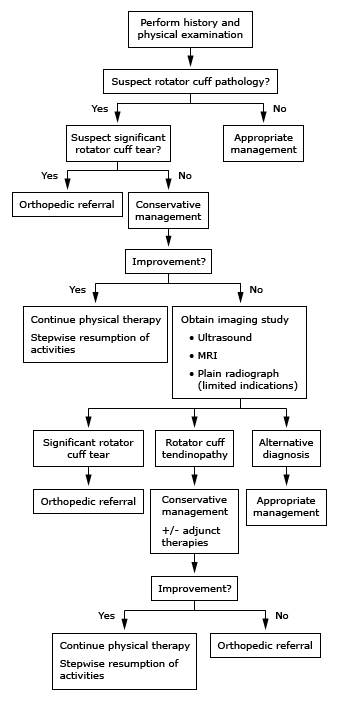 Perform history and
physical examination
Suspect rotator cuff pathology?
Yes
No
Suspect significant
rotator cuff tear?
Appropriate
management
Yes
No
Orthopedic referral
Conservative
management
Improvement?
Yes
No
Continue physical therapy
Stepwise resumption of
activities
Obtain imaging study
• Ultrasound
• MRI
• Plain radiograph
(limited indications)
Significant rotator
cuff tear
Rotator cuff
tendinopathy
Alternative
diagnosis
Orthopedic referral
Conservative
management
+/- adjunct
therapies
Appropriate
management
Improvement?
Yes
No
Continue physical therapy
Stepwise resumption of
activities
Orthopedic referral